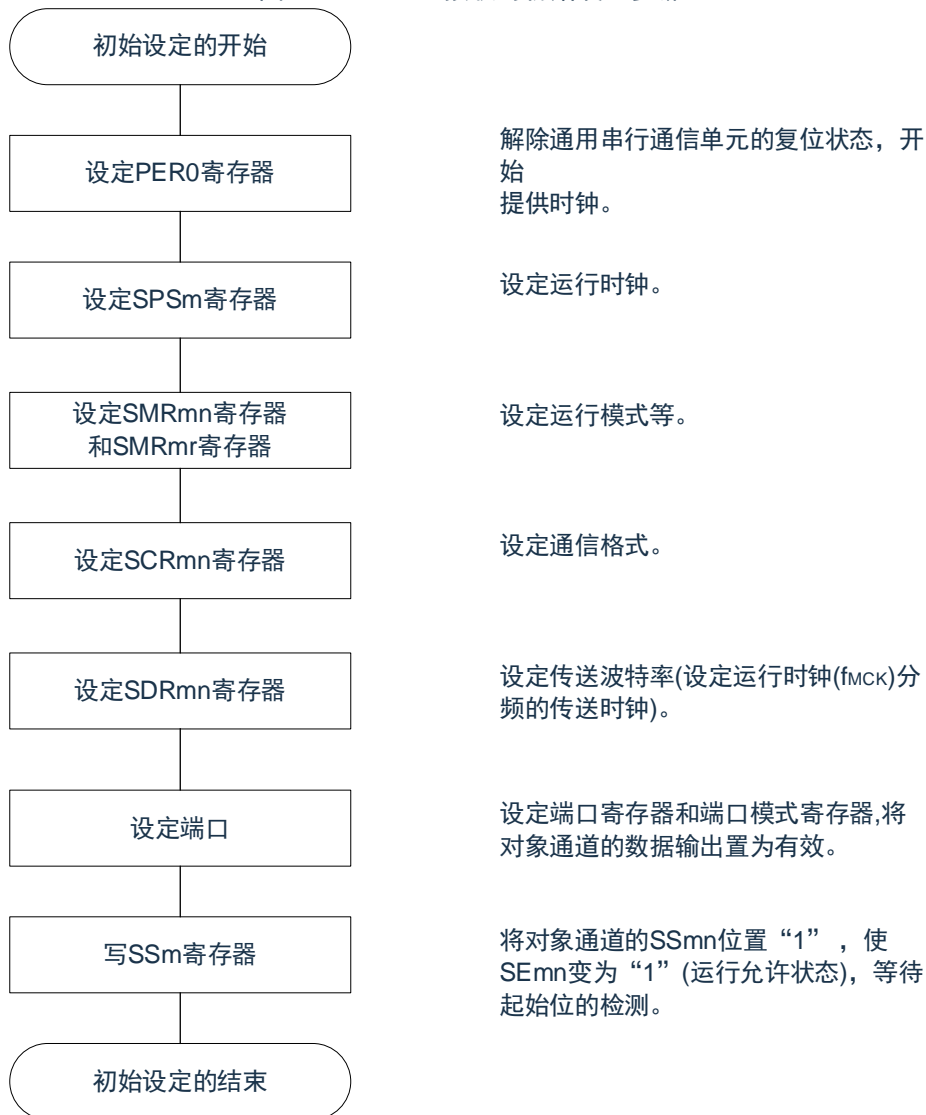 初始设定的开始
设定PER0寄存器
解除通用串行通信单元的复位状态，开
始
提供时钟。
设定SPSm寄存器
设定运行时钟。
设定SMRmn寄存器
和SMRmr寄存器
设定运行模式等。
设定SCRmn寄存器
设定通信格式。
设定SDRmn寄存器
设定传送波特率(设定运行时钟(fMCK)分
频的传送时钟)。
设定端口
设定端口寄存器和端口模式寄存器,将
对象通道的数据输出置为有效。
写SSm寄存器
将对象通道的SSmn位置“1”，使
SEmn变为“1”(运行允许状态)，等待
起始位的检测。
初始设定的结束